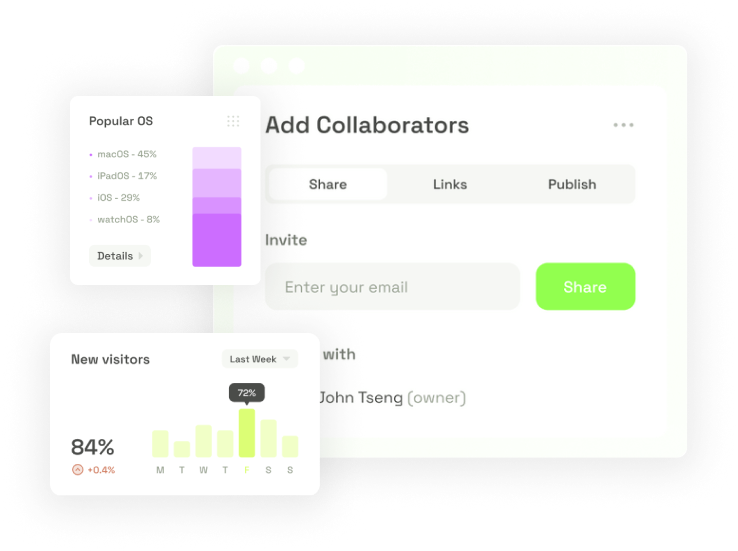 Popular OS
macOS - 45%
iPadOS - 17%
iOS - 29%
watchOS - 8%
Details
Add Collaborators
Share Links Publish
Invite
Enter your email Share
with
John Tseng (owner)
New visitors Last Week
72%
84%
+0.4%
M T W T F S S